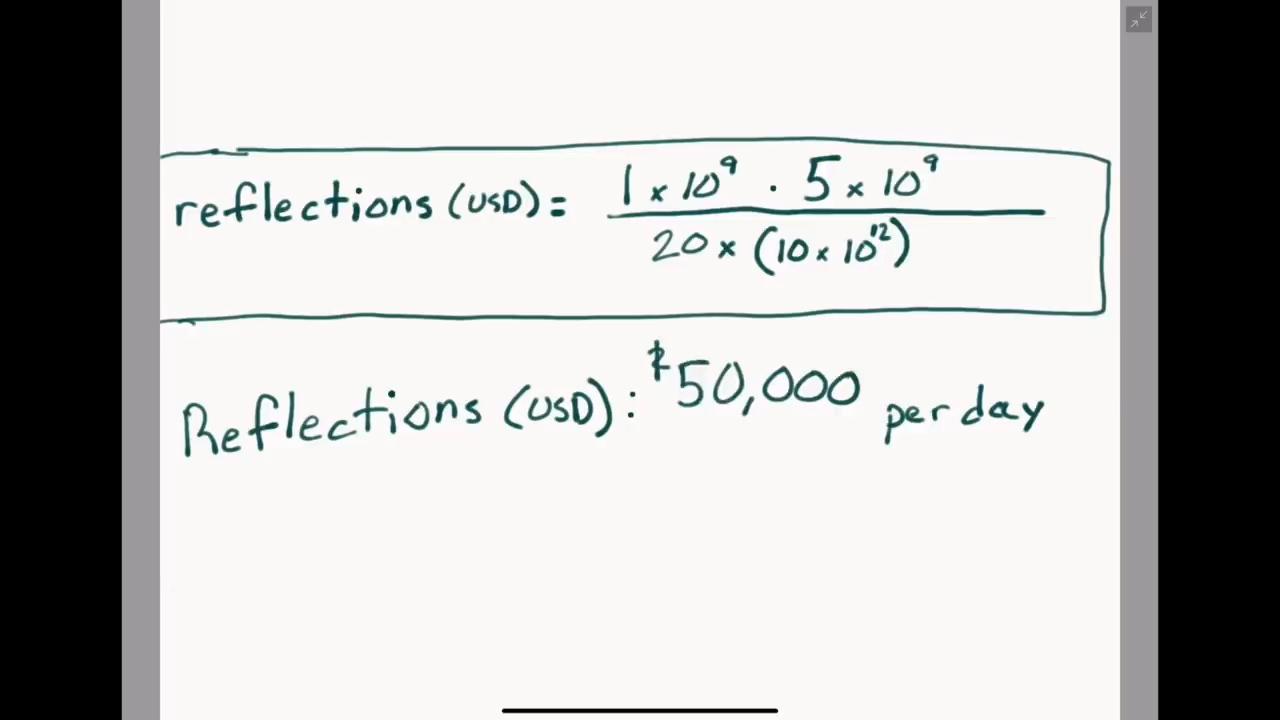 reflections (USD) = 1 x 10⁹ · 5 x 10⁹
20 x (10 x 10¹²)
Reflections (USD): $50,000 per day